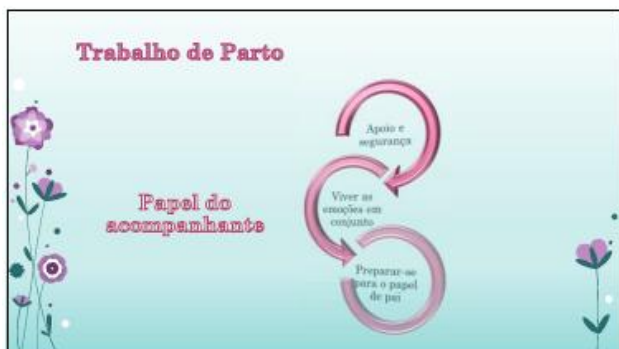 Trabalho de Parto
Apoio e
segurança
Papel do
acompanhante
Viver as
emoções em
conjunto
Preparar-se
para o papel
de pai